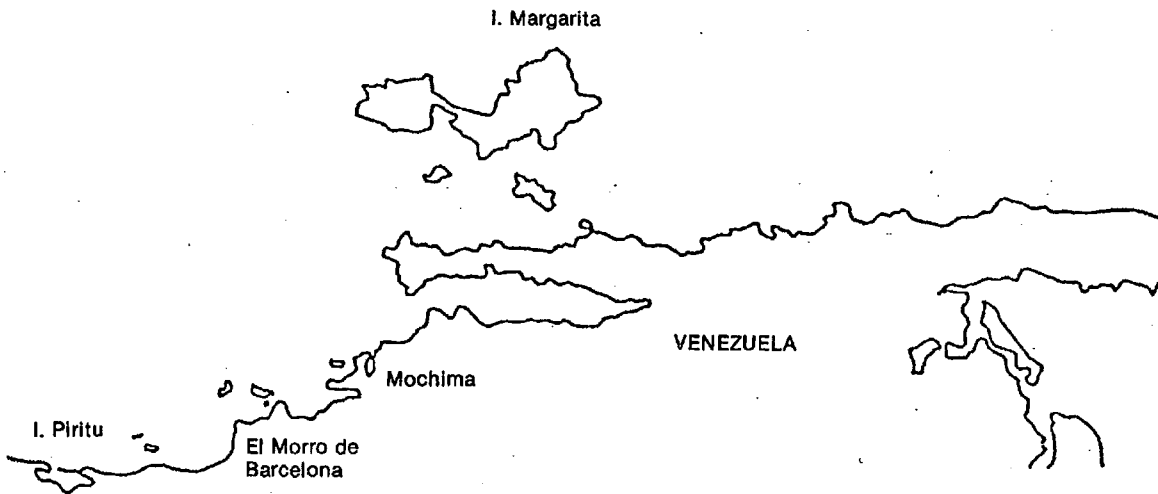 I. Margarita
VENEZUELA
Mochima
I. Piritu
El Morro de
Barcelona